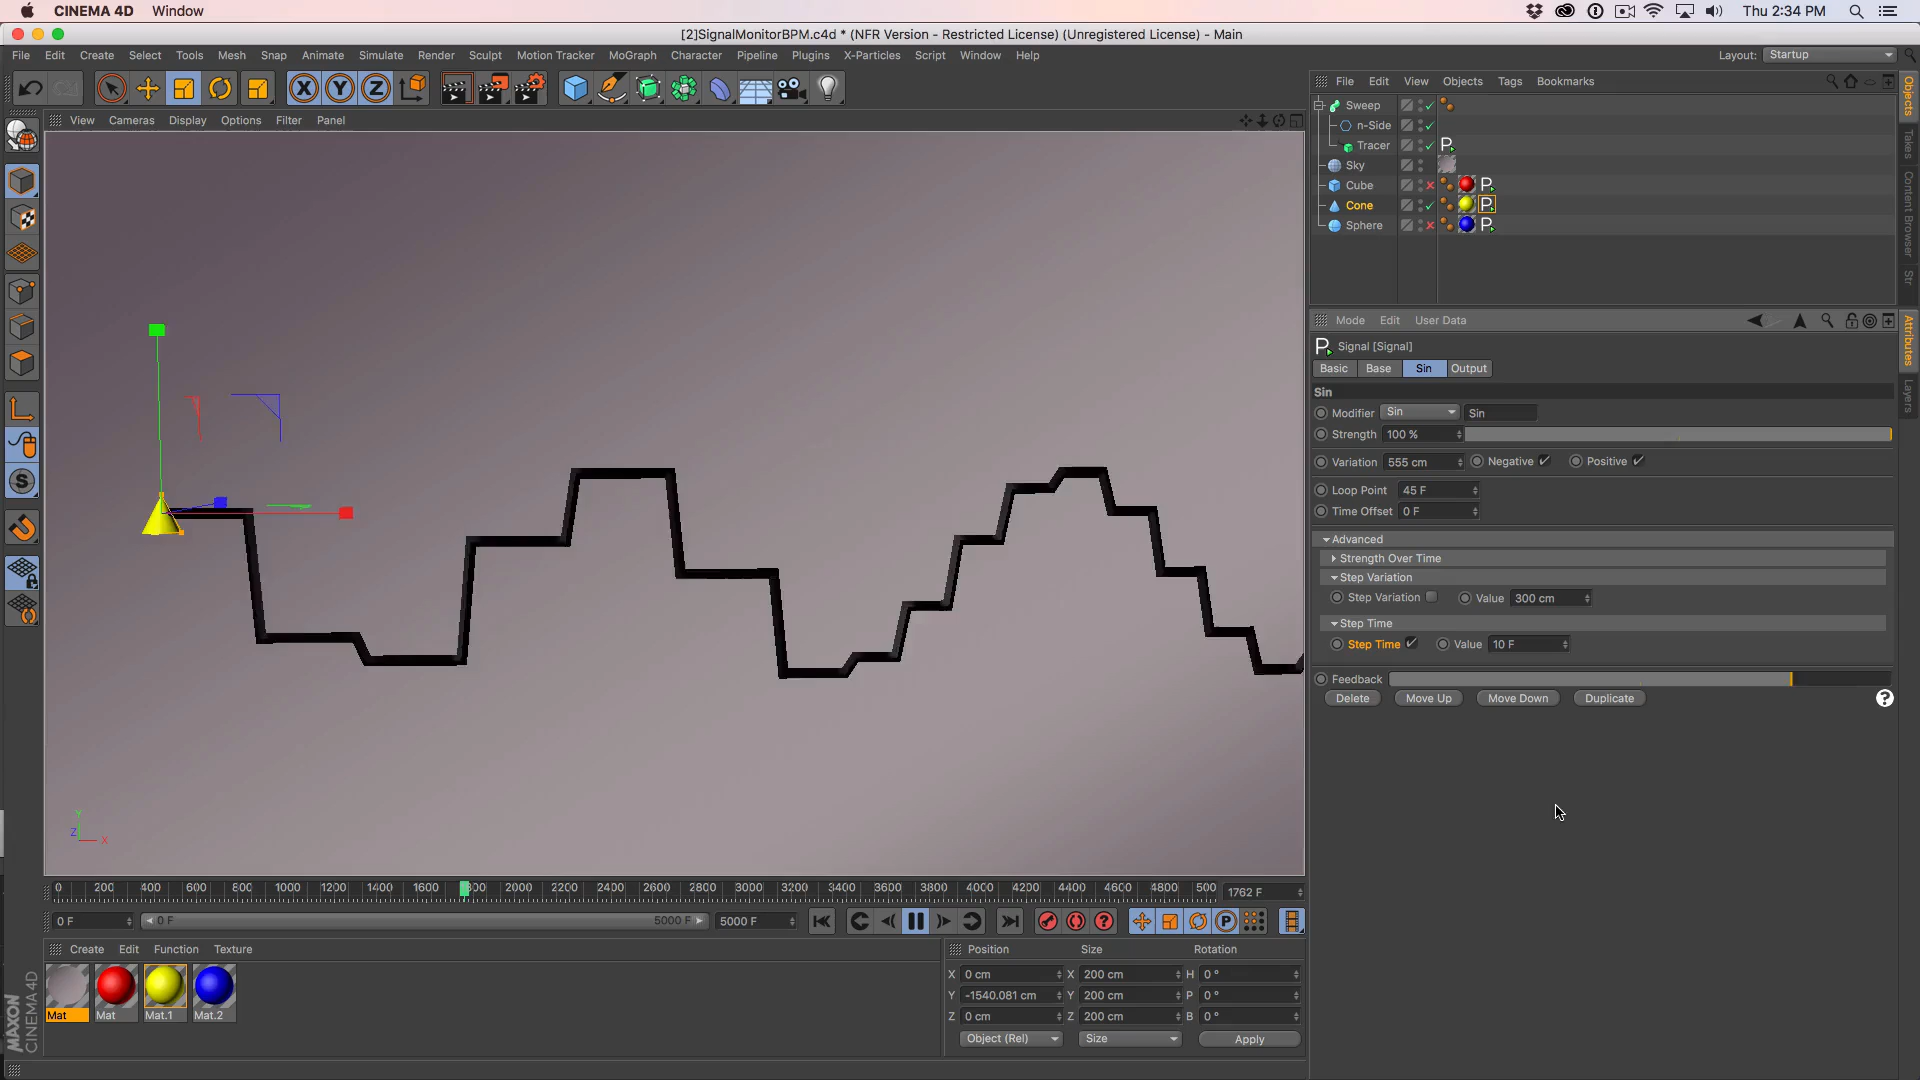 CINEMA 4D Window
Thu 2:34 PM
[2]SignalMonitorBPM.c4d * (NFR Version - Restricted License) (Unregistered License) - Main
File Edit Create Select Tools Mesh Snap Animate Simulate Render Sculpt Motion Tracker MoGraph Character Pipeline Plugins X-Particles Script Window Help
Layout: Startup
X Y Z
View Cameras Display Options Filter Panel
File Edit View Objects Tags Bookmarks
Sweep
n-Side
Tracer
Sky
Cube
Cone
Sphere
Objects
Takes
Content Browser
Str
Mode Edit User Data
Signal [Signal]
Basic Base Sin Output
Sin
Modifier Sin Sin
Strength 100 %
Variation 555 cm Negative Positive
Loop Point 45 F
Time Offset 0 F
Advanced
Strength Over Time
Step Variation
Step Variation Value 300 cm
Step Time
Step Time Value 10 F
Feedback
Delete Move Up Move Down Duplicate ?
Attributes
Layers
Y
Z
X
0 200 400 600 800 1000 1200 1400 1600 800 2000 2200 2400 2600 2800 3000 3200 3400 3600 3800 4000 4200 4400 4600 4800 500 1762 F
0 F 0 F 5000 F 5000 F
Create Edit Function Texture
Mat Mat Mat.1 Mat.2
Position Size Rotation
X 0 cm X 200 cm H 0 °
Y -1540.081 cm Y 200 cm P 0 °
Z 0 cm Z 200 cm B 0 °
Object (Rel) Size Apply
MAXON
CINEMA 4D